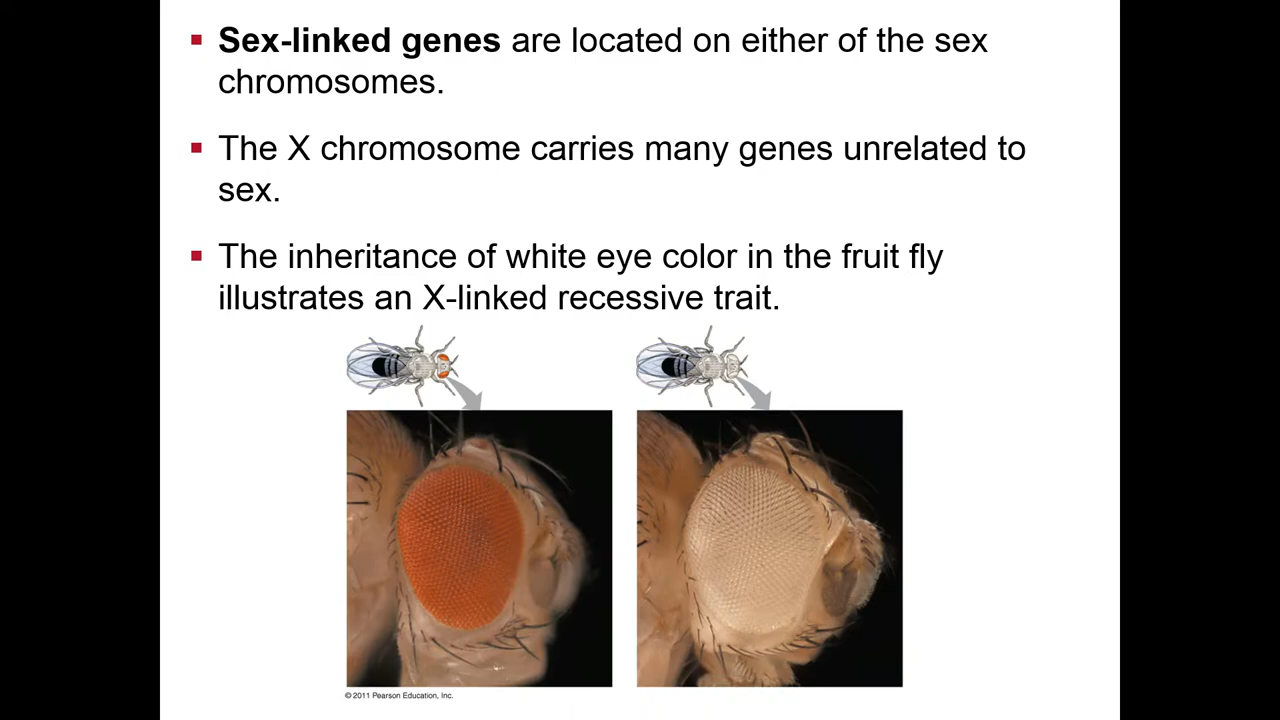 ▪ Sex-linked genes are located on either of the sex
chromosomes.
▪ The X chromosome carries many genes unrelated to
sex.
▪ The inheritance of white eye color in the fruit fly
illustrates an X-linked recessive trait.
© 2011 Pearson Education, Inc.